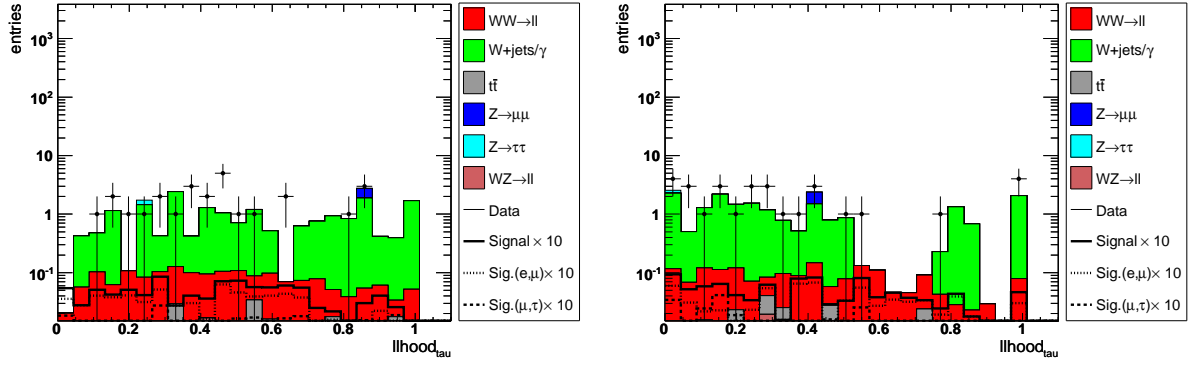 entries
10³
10²
10
1
10⁻¹
0 0.2 0.4 0.6 0.8 1
llhood_tau
WW→ll
W+jets/γ
tt̄
Z→μμ
Z→ττ
WZ→ll
Data
Signal × 10
Sig.(e,μ)× 10
Sig.(μ,τ)× 10
entries
10³
10²
10
1
10⁻¹
0 0.2 0.4 0.6 0.8 1
llhood_tau
WW→ll
W+jets/γ
tt̄
Z→μμ
Z→ττ
WZ→ll
Data
Signal × 10
Sig.(e,μ)× 10
Sig.(μ,τ)× 10